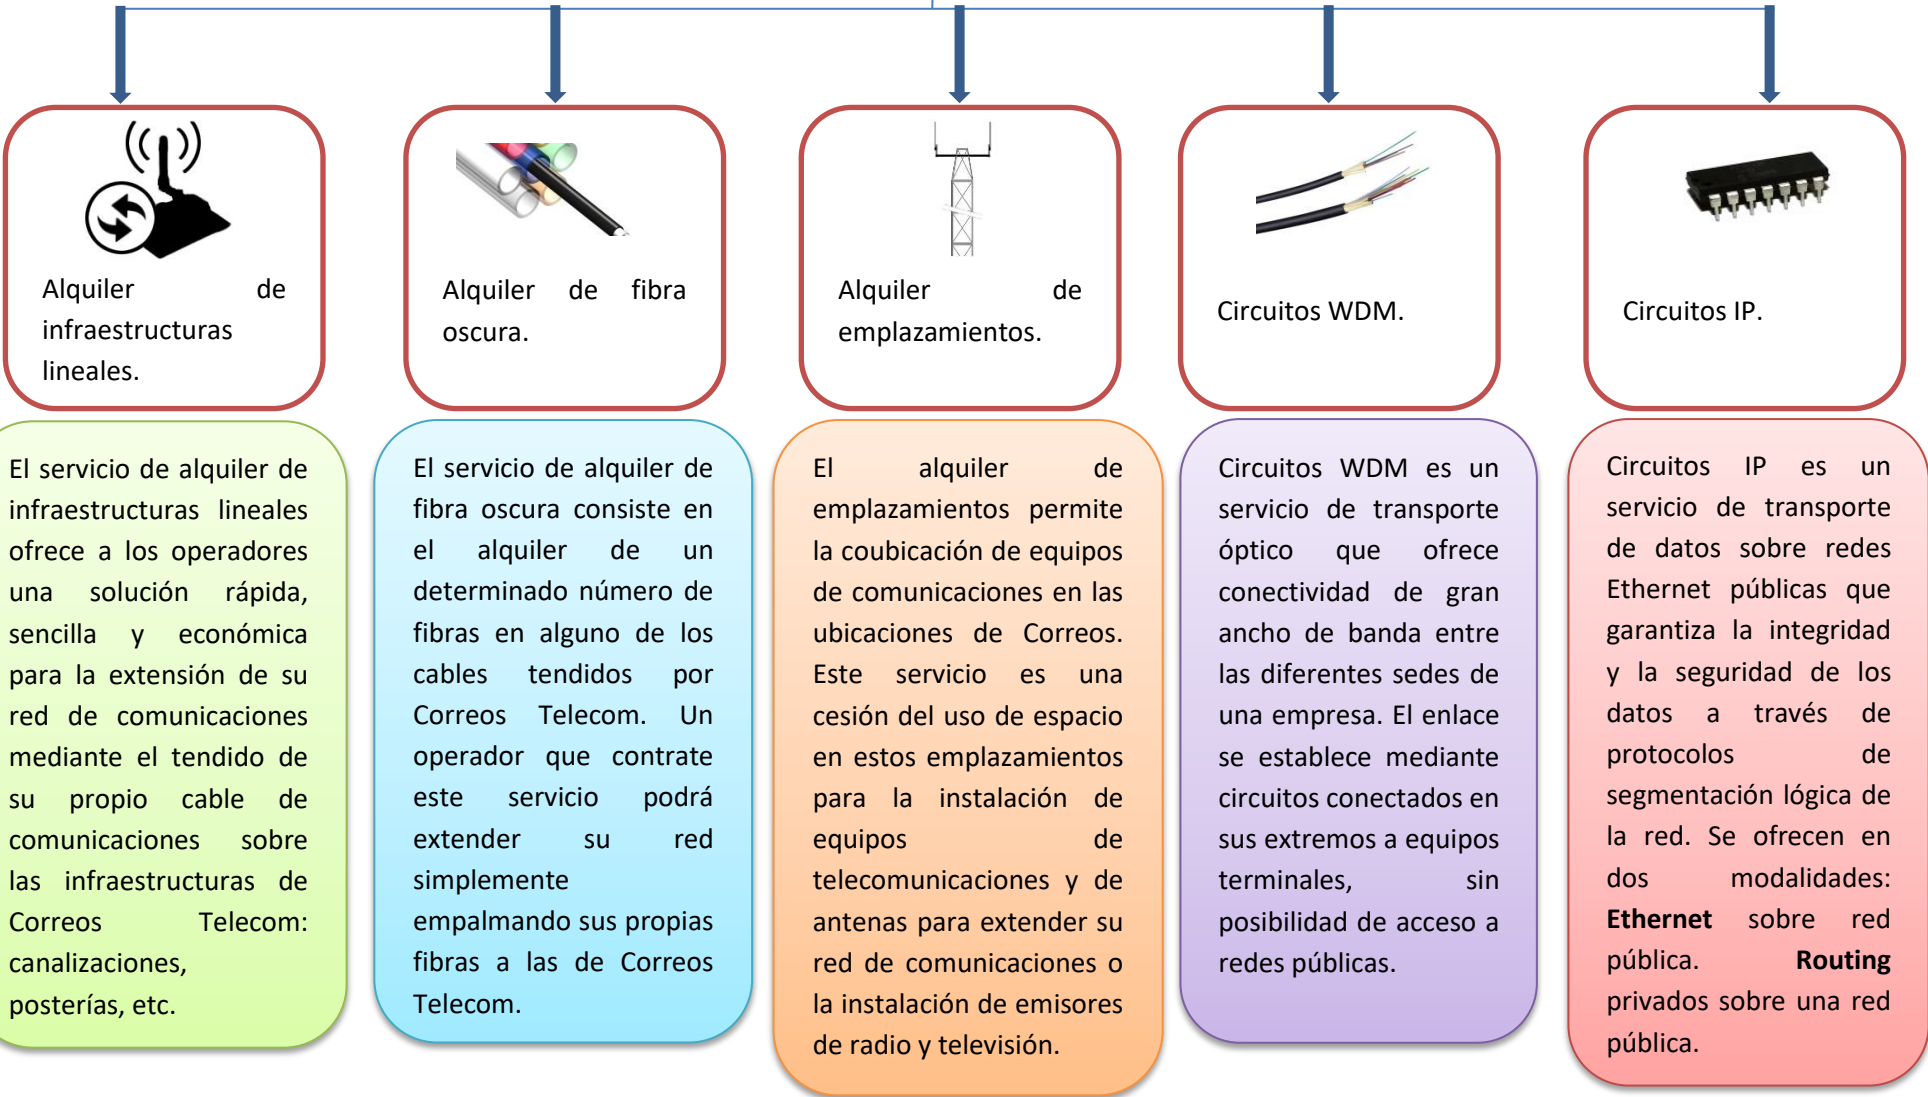 Alquiler de
infraestructuras
lineales.
Alquiler de fibra
oscura.
Alquiler de
emplazamientos.
Circuitos WDM.
Circuitos IP.
El servicio de alquiler de
infraestructuras lineales
ofrece a los operadores
una solución rápida,
sencilla y económica
para la extensión de su
red de comunicaciones
mediante el tendido de
su propio cable de
comunicaciones sobre
las infraestructuras de
Correos Telecom:
canalizaciones,
posterías, etc.
El servicio de alquiler de
fibra oscura consiste en
el alquiler de un
determinado número de
fibras en alguno de los
cables tendidos por
Correos Telecom. Un
operador que contrate
este servicio podrá
extender su red
simplemente
empalmando sus propias
fibras a las de Correos
Telecom.
El alquiler de
emplazamientos permite
la coubicación de equipos
de comunicaciones en las
ubicaciones de Correos.
Este servicio es una
cesión del uso de espacio
en estos emplazamientos
para la instalación de
equipos de
telecomunicaciones y de
antenas para extender su
red de comunicaciones o
la instalación de emisores
de radio y televisión.
Circuitos WDM es un
servicio de transporte
óptico que ofrece
conectividad de gran
ancho de banda entre
las diferentes sedes de
una empresa. El enlace
se establece mediante
circuitos conectados en
sus extremos a equipos
terminales, sin
posibilidad de acceso a
redes públicas.
Circuitos IP es un
servicio de transporte
de datos sobre redes
Ethernet públicas que
garantiza la integridad
y la seguridad de los
datos a través de
protocolos de
segmentación lógica de
la red. Se ofrecen en
dos modalidades:
Ethernet sobre red
pública. Routing
privados sobre una red
pública.